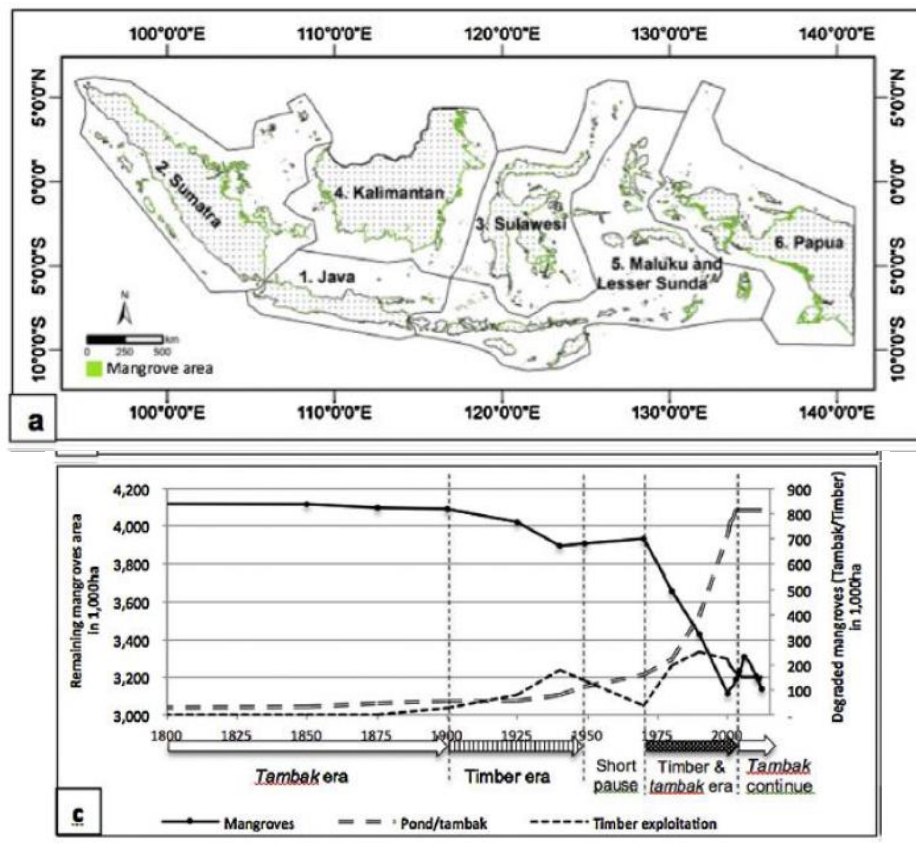 100°0'0"E 110°0'0"E 120°0'0"E 130°0'0"E 140°0'0"E
5°0'0"N
0°0'0"
5°0'0"S
10°0'0"S
2. Sumatra
4. Kalimantan
3. Sulawesi
6. Papua
1. Java
5. Maluku and
Lesser Sunda
N
0 250 500 km
Mangrove area
5°0'0"N
0°0'0"
5°0'0"S
10°0'0"S
100°0'0"E 110°0'0"E 120°0'0"E 130°0'0"E 140°0'0"E
a
Remaining mangroves area
in 1,000ha
4,200
4,000
3,800
3,600
3,400
3,200
3,000
900
800
700
600
500
400
300
200
100
-
Degraded mangroves (Tambak/Timber)
in 1,000ha
1800 1825 1850 1875 1900 1925 1950 1975 2000
Tambak era
Timber era
Short
pause
Timber &
tambak era
Tambak
continue
c
Mangroves Pond/tambak Timber exploitation